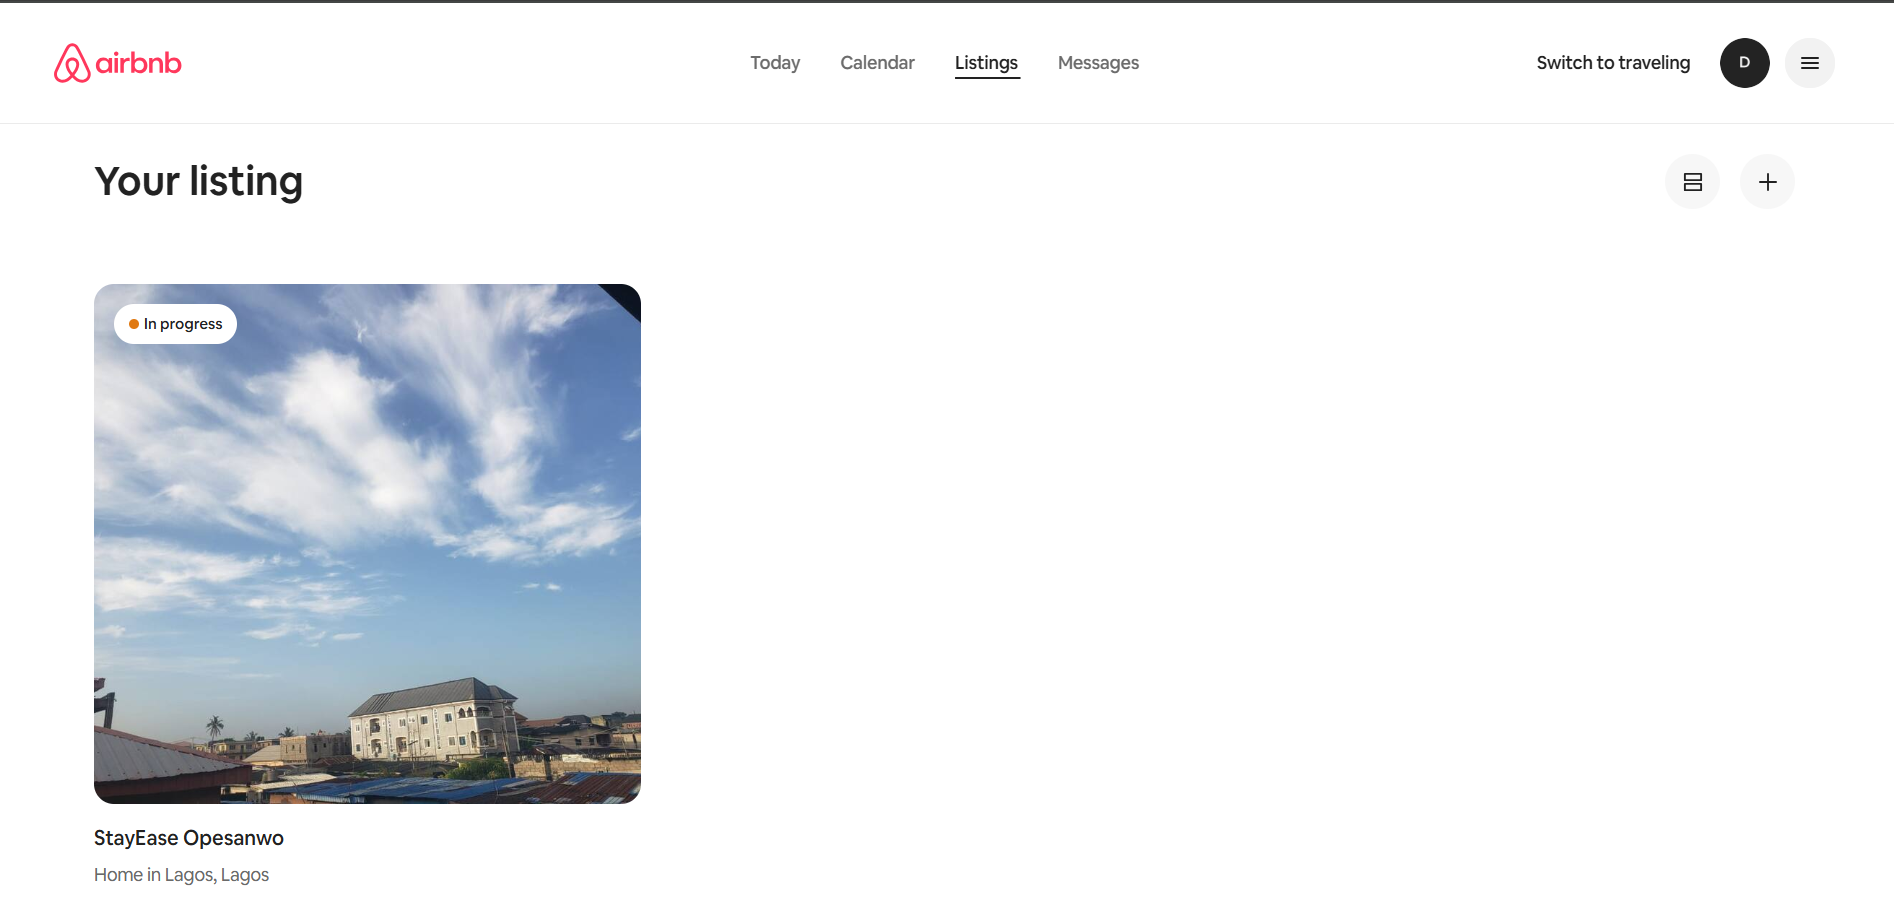 airbnb
Today Calendar Listings Messages
Switch to traveling D
Your listing
In progress
StayEase Opesanwo
Home in Lagos, Lagos